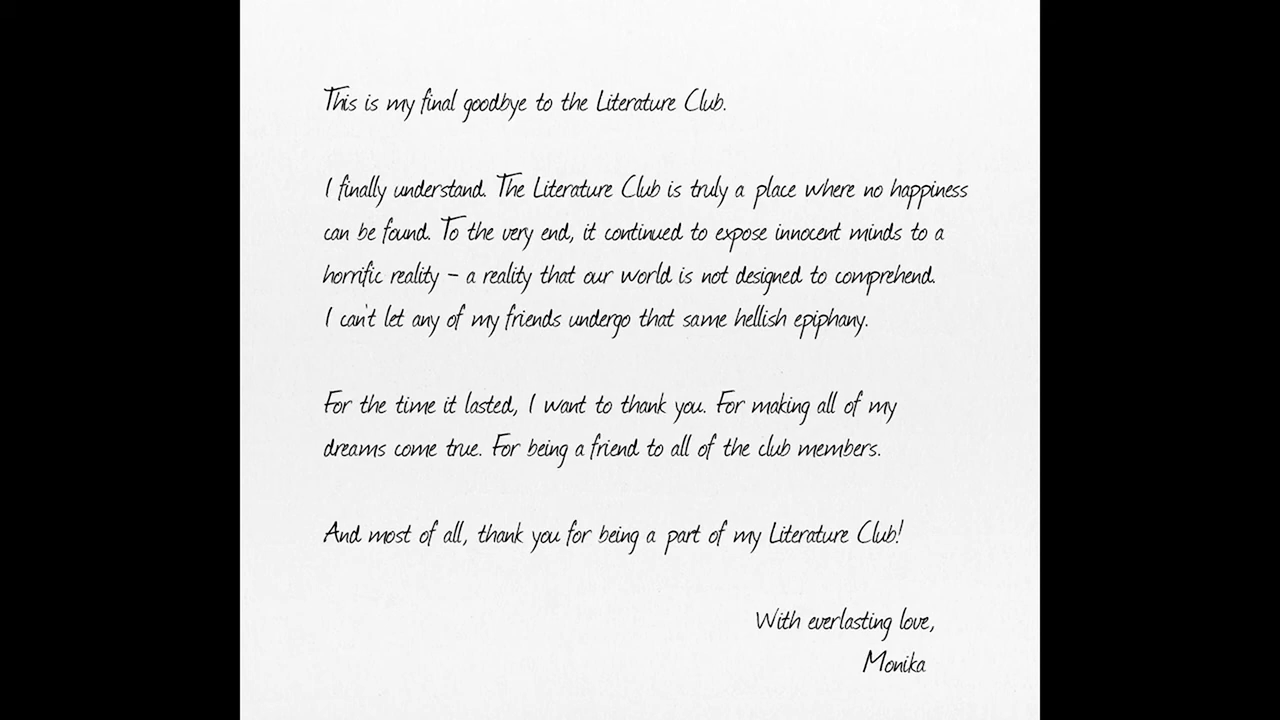 This is my final goodbye to the Literature Club.
I finally understand. The Literature Club is truly a place where no happiness
can be found. To the very end, it continued to expose innocent minds to a
horrific reality – a reality that our world is not designed to comprehend.
I can't let any of my friends undergo that same hellish epiphany.
For the time it lasted, I want to thank you. For making all of my
dreams come true. For being a friend to all of the club members.
And most of all, thank you for being a part of my Literature Club!
With everlasting love,
Monika